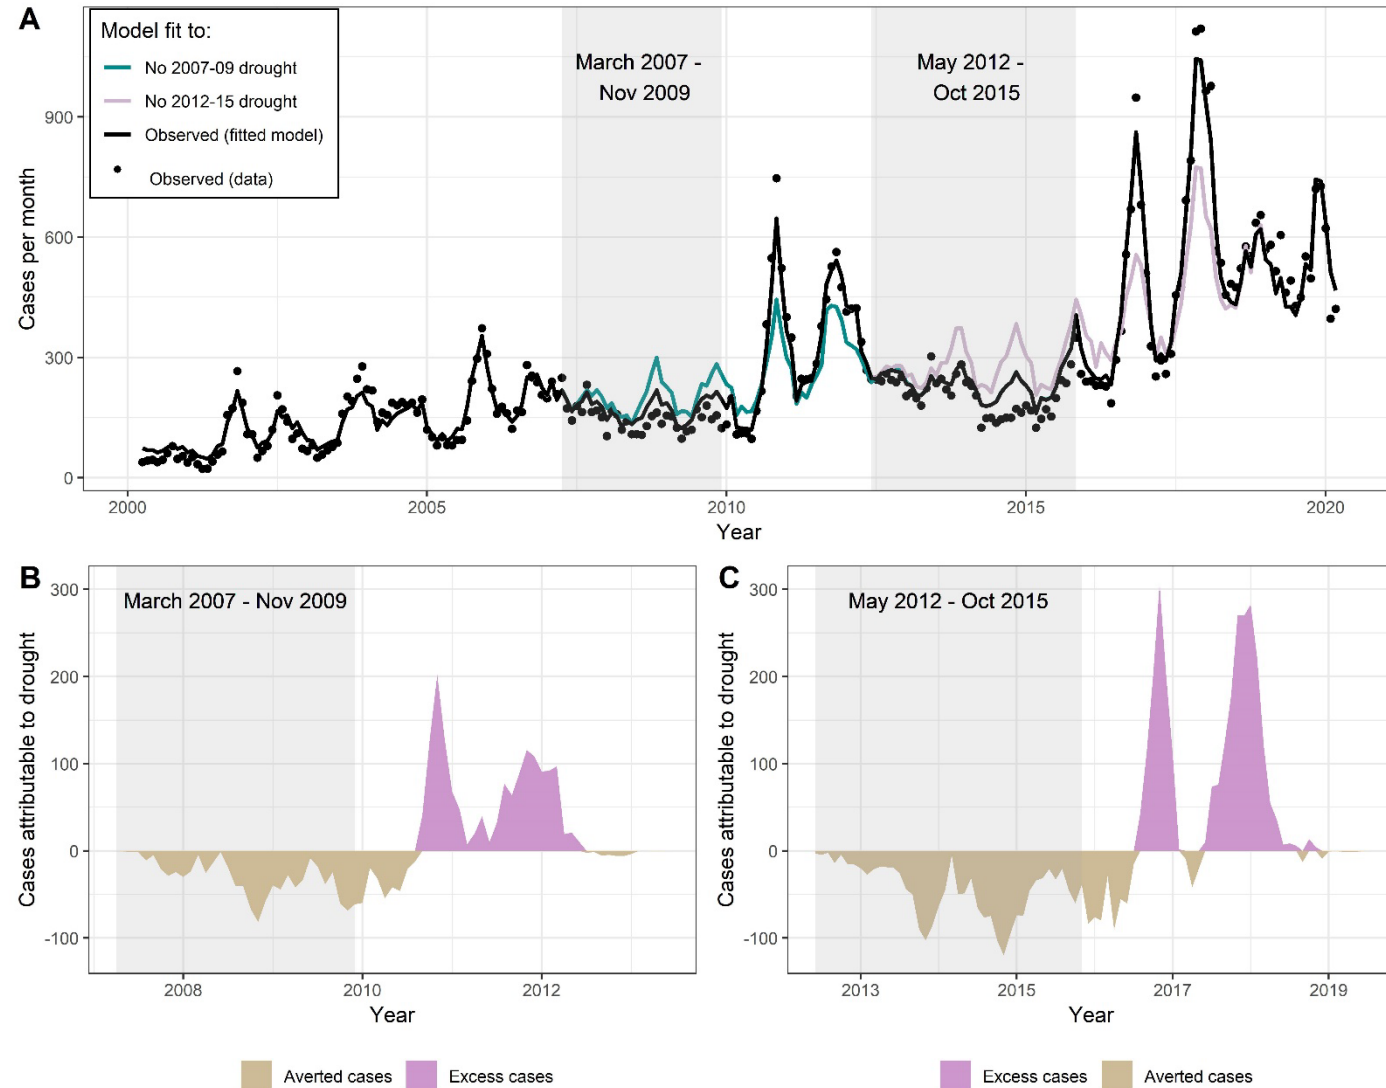 A
Model fit to:
No 2007-09 drought
No 2012-15 drought
Observed (fitted model)
Observed (data)
March 2007 -
Nov 2009
May 2012 -
Oct 2015
Cases per month
900
600
300
0
2000
2005
2010
2015
2020
Year
B
March 2007 - Nov 2009
Cases attributable to drought
300
200
100
0
-100
2008
2010
2012
Year
Averted cases
Excess cases
C
May 2012 - Oct 2015
Cases attributable to drought
300
200
100
0
-100
2013
2015
2017
2019
Year
Excess cases
Averted cases